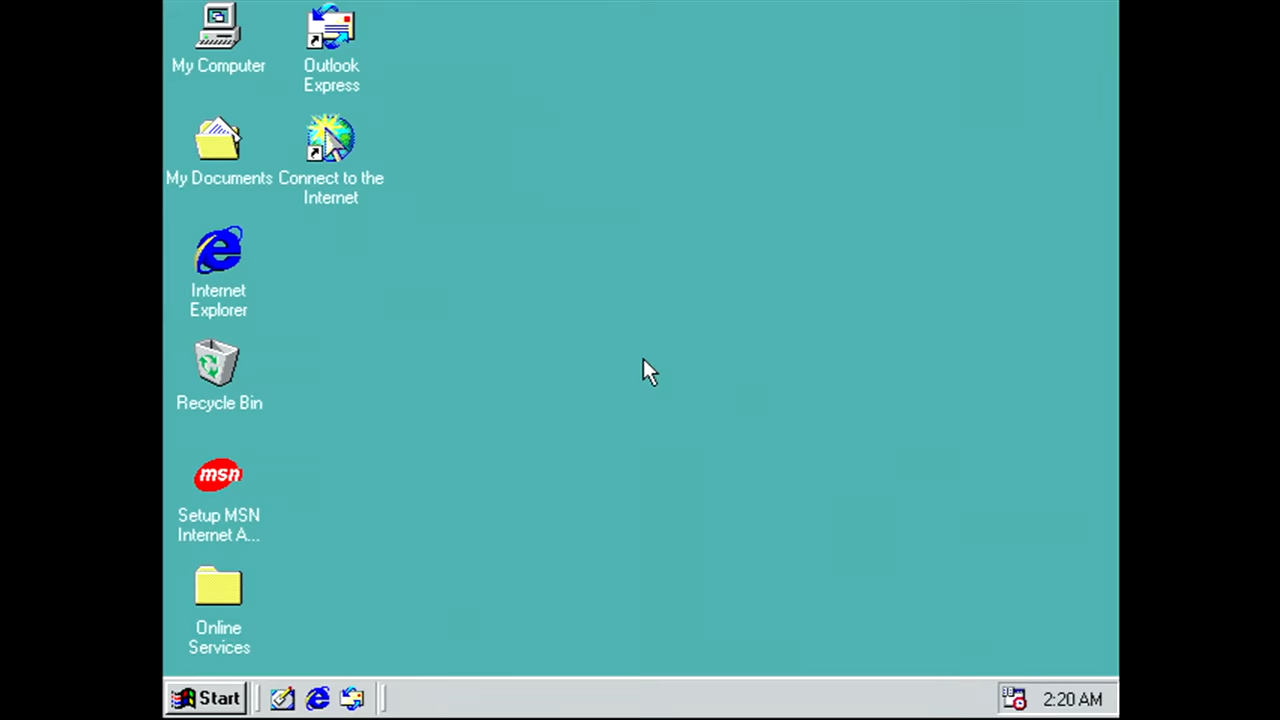 My Computer
Outlook
Express
My Documents
Connect to the
Internet
Internet
Explorer
Recycle Bin
msn
Setup MSN
Internet A...
Online
Services
Start
2:20 AM